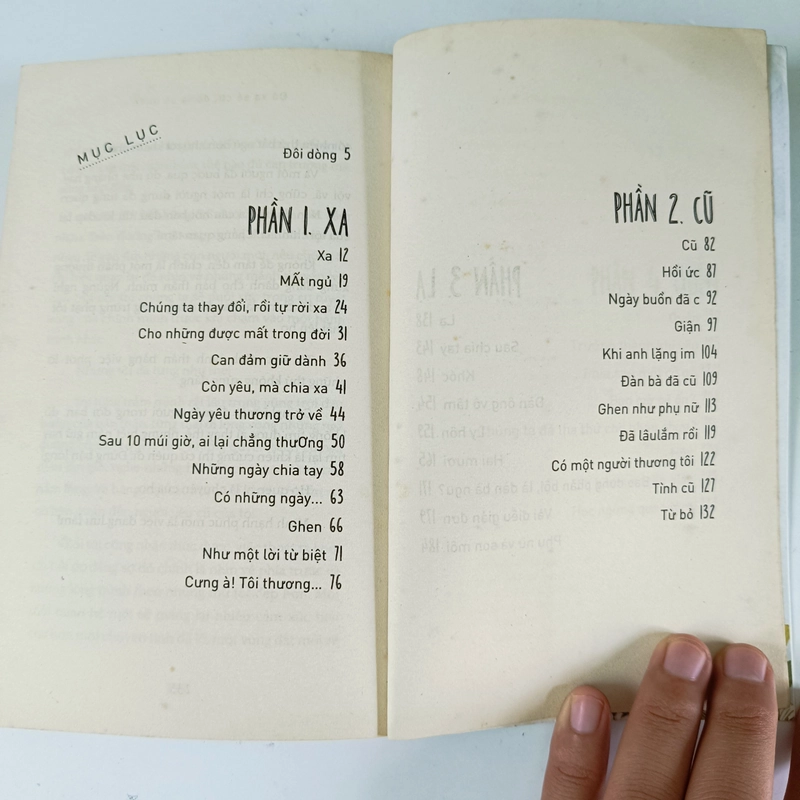 MỤC LỤC
Đôi dòng 5
PHẦN 1. XA
Xa 12
MẤt ngủ 19
Chúng ta thay đổi, rồi tự rời xa 24
Cho những được mất trong đời 31
Can đảm giữ dành 36
Còn yêu, mà chia xa 41
Ngày yêu thương trở về 44
Sau 10 múi giờ, ai lại chẳng thưƠng 50
Những ngày chia tay 58
Có những ngày... 63
Ghen 66
Như một lời từ biệt 71
Cưng à! Tôi thương... 76
PHẦN 2. CŨ
Cũ 82
Hồi ức 87
Ngày buồn đã c 92
Giận 97
Khi anh lặng im 104
Đàn bà đã cũ 109
Ghen như phụ nữ 113
Đã lâulắm rồi 119
Có một người thương tôi 122
Tình cũ 127
Từ bỏ 132